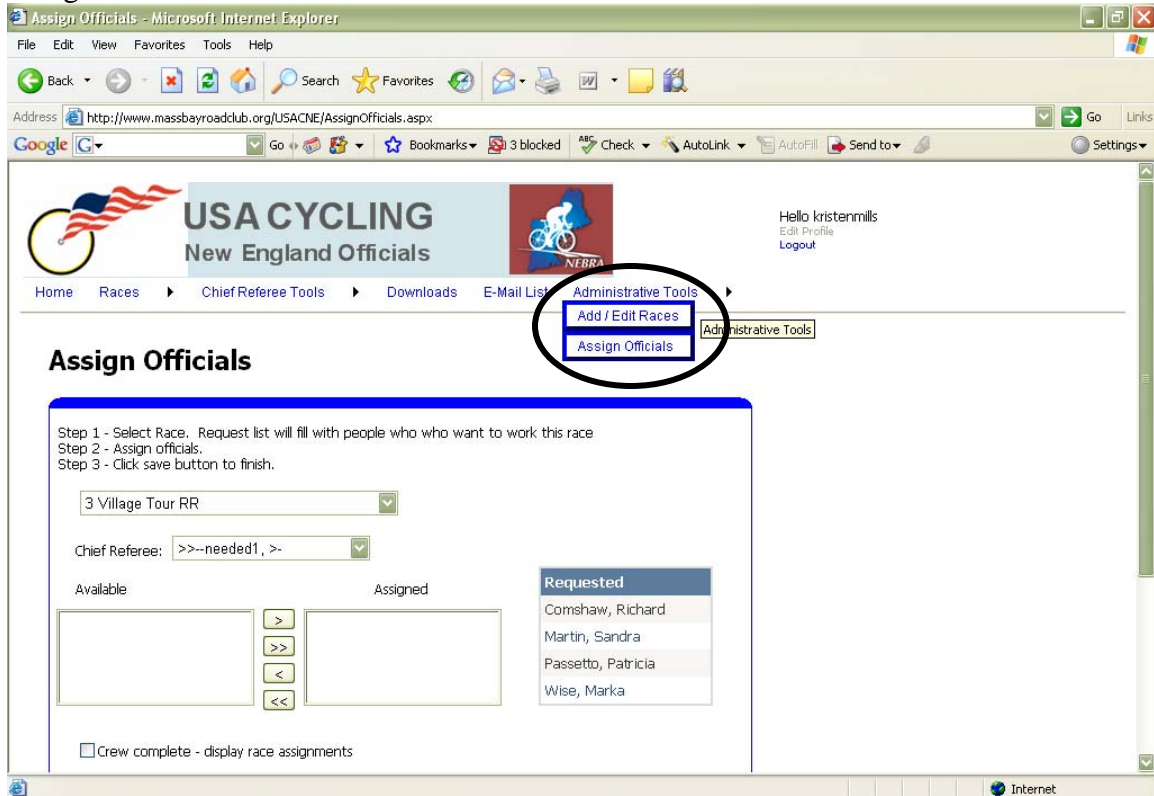 Assign Officials - Microsoft Internet Explorer
File Edit View Favorites Tools Help
Back Search Favorites
Address http://www.massbayroadclub.org/USACNE/AssignOfficials.aspx Go Links
Google G Go Bookmarks 3 blocked ABC Check AutoLink AutoFill Send to Settings
USA CYCLING
New England Officials
NEBRA
Hello kristenmills
Edit Profile
Logout
Home Races Chief Referee Tools Downloads E-Mail List Administrative Tools
Add / Edit Races
Administrative Tools
Assign Officials
Assign Officials
Step 1 - Select Race. Request list will fill with people who who want to work this race
Step 2 - Assign officials.
Step 3 - Click save button to finish.
3 Village Tour RR
Chief Referee: >>--needed1, >-
Available Assigned Requested
Comshaw, Richard
Martin, Sandra
Passetto, Patricia
Wise, Marka
>
>>
<
<<
Crew complete - display race assignments
Internet